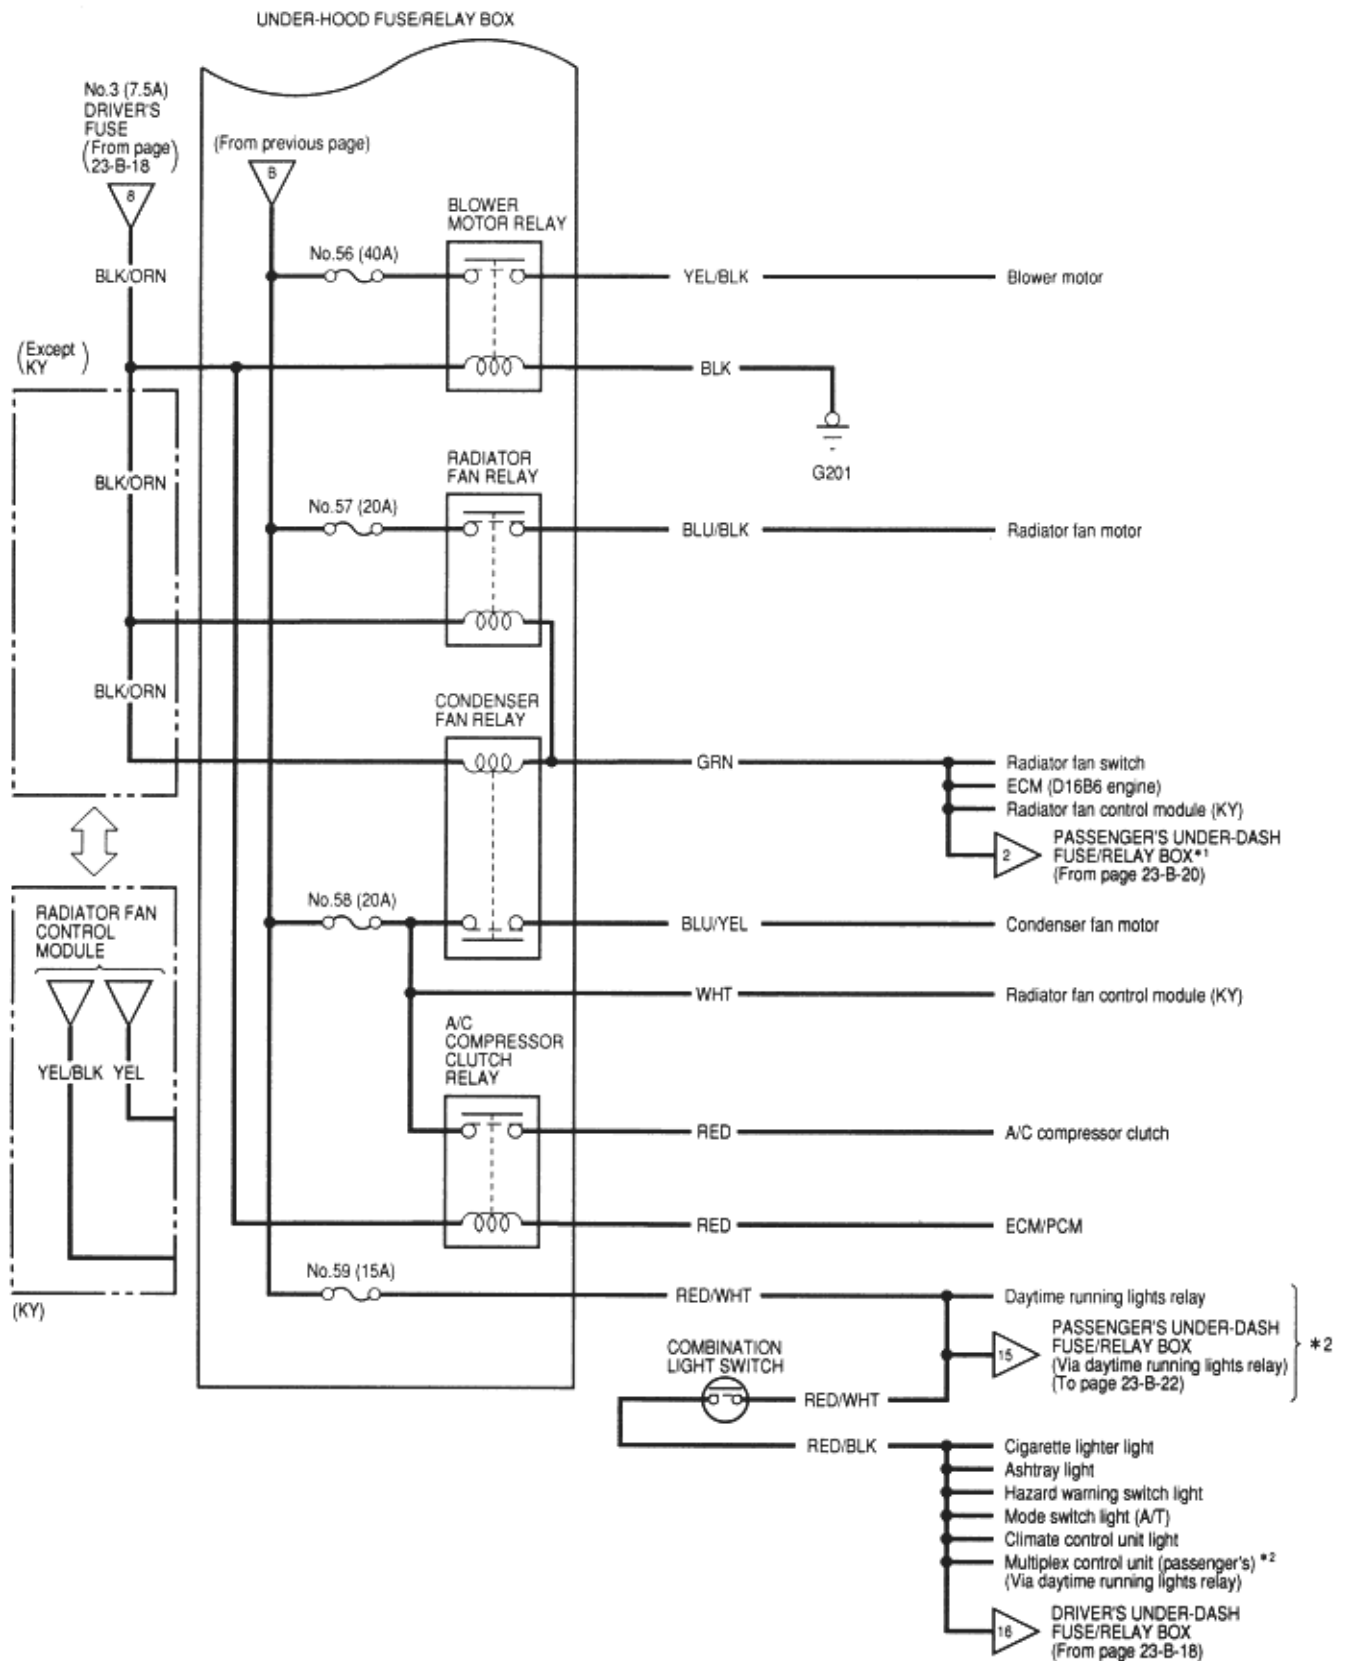 UNDER-HOOD FUSE/RELAY BOX
No.3 (7.5A)
DRIVER'S
FUSE
(From page
23-B-18)
8
(From previous page)
B
BLOWER
MOTOR RELAY
No.56 (40A)
BLK/ORN
YEL/BLK
Blower motor
(Except
KY)
BLK
G201
RADIATOR
FAN RELAY
BLK/ORN
No.57 (20A)
BLU/BLK
Radiator fan motor
BLK/ORN
CONDENSER
FAN RELAY
GRN
Radiator fan switch
ECM (D16B6 engine)
Radiator fan control module (KY)
2
PASSENGER'S UNDER-DASH
FUSE/RELAY BOX*1
(From page 23-B-20)
No.58 (20A)
BLU/YEL
Condenser fan motor
RADIATOR FAN
CONTROL
MODULE
WHT
Radiator fan control module (KY)
A/C
COMPRESSOR
CLUTCH
RELAY
YEL/BLK YEL
RED
A/C compressor clutch
RED
ECM/PCM
No.59 (15A)
(KY)
RED/WHT
Daytime running lights relay
15
PASSENGER'S UNDER-DASH
FUSE/RELAY BOX
(Via daytime running lights relay)
(To page 23-B-22)
*2
COMBINATION
LIGHT SWITCH
RED/WHT
RED/BLK
Cigarette lighter light
Ashtray light
Hazard warning switch light
Mode switch light (A/T)
Climate control unit light
Multiplex control unit (passenger's) *2
(Via daytime running lights relay)
16
DRIVER'S UNDER-DASH
FUSE/RELAY BOX
(From page 23-B-18)